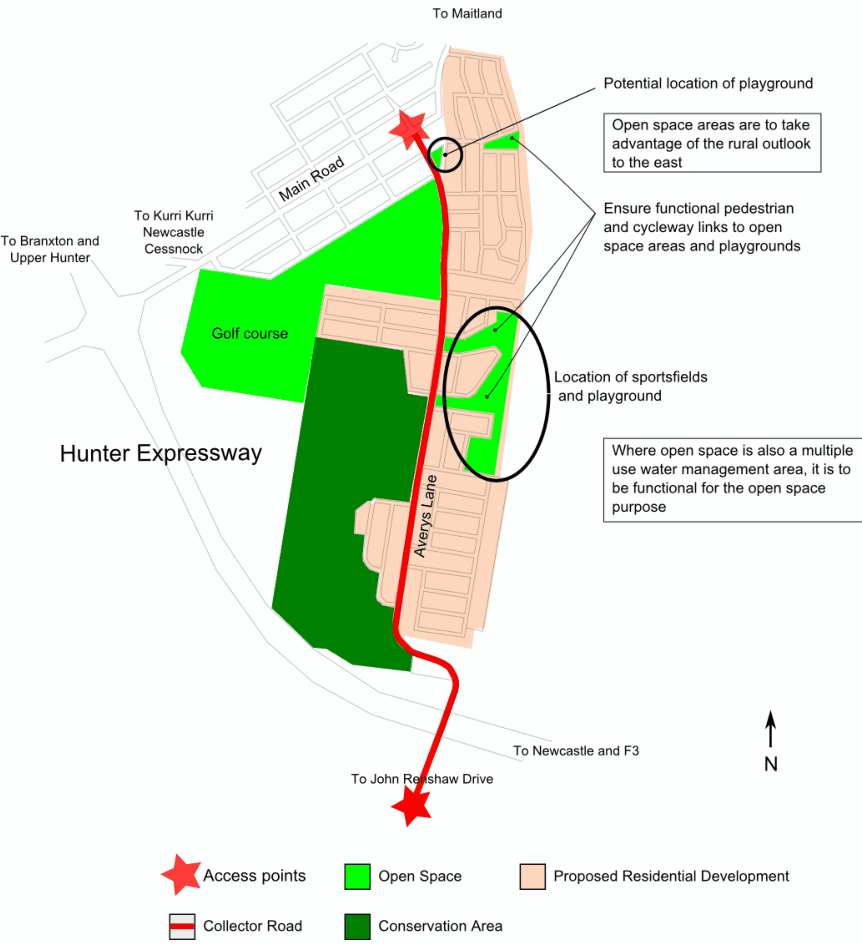 To Maitland
Potential location of playground
Open space areas are to take
advantage of the rural outlook
to the east
Main Road
To Kurri Kurri
Newcastle
Cessnock
To Branxton and
Upper Hunter
Ensure functional pedestrian
and cycleway links to open
space areas and playgrounds
Golf course
Location of sportsfields
and playground
Hunter Expressway
Where open space is also a multiple
use water management area, it is to
be functional for the open space
purpose
Averys Lane
To Newcastle and F3
N
To John Renshaw Drive
Access points
Open Space
Proposed Residential Development
Collector Road
Conservation Area